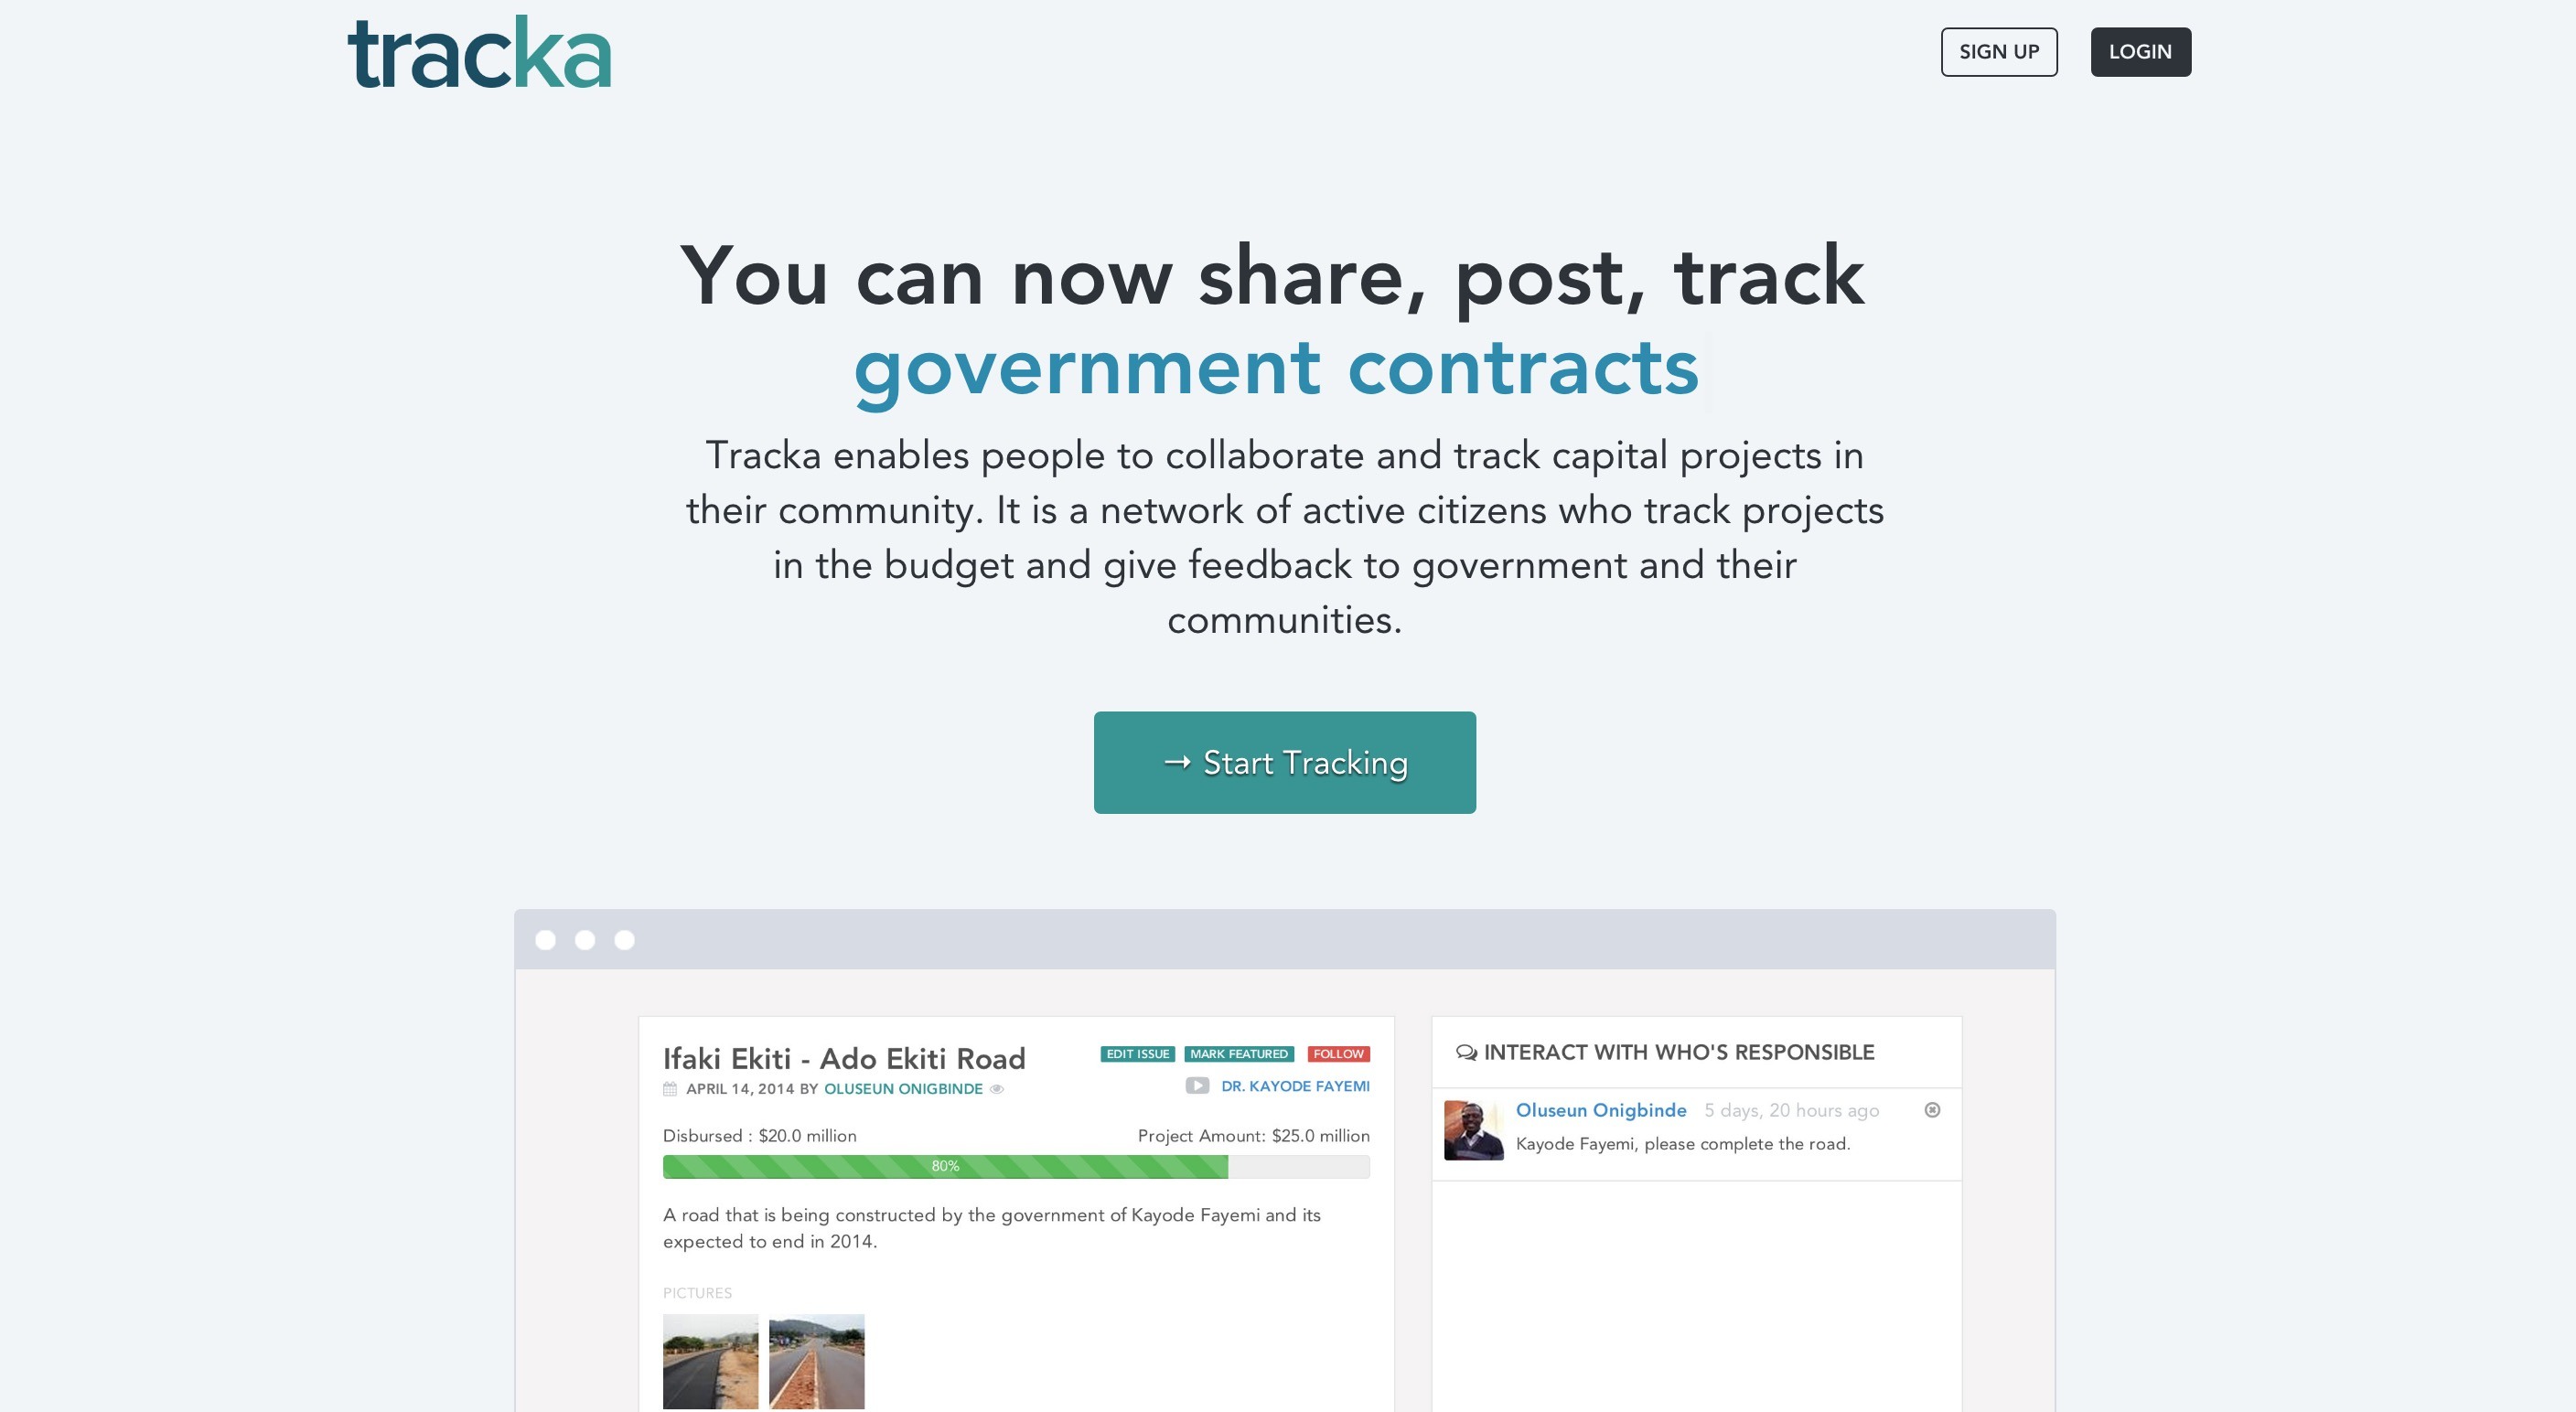 tracka
SIGN UP
LOGIN
You can now share, post, track
government contracts
Tracka enables people to collaborate and track capital projects in
their community. It is a network of active citizens who track projects
in the budget and give feedback to government and their
communities.
→ Start Tracking
Ifaki Ekiti - Ado Ekiti Road
EDIT ISSUE
MARK FEATURED
FOLLOW
APRIL 14, 2014 BY OLUSEUN ONIGBINDE
DR. KAYODE FAYEMI
Disbursed : $20.0 million
Project Amount: $25.0 million
80%
A road that is being constructed by the government of Kayode Fayemi and its
expected to end in 2014.
PICTURES
INTERACT WITH WHO'S RESPONSIBLE
Oluseun Onigbinde 5 days, 20 hours ago
Kayode Fayemi, please complete the road.